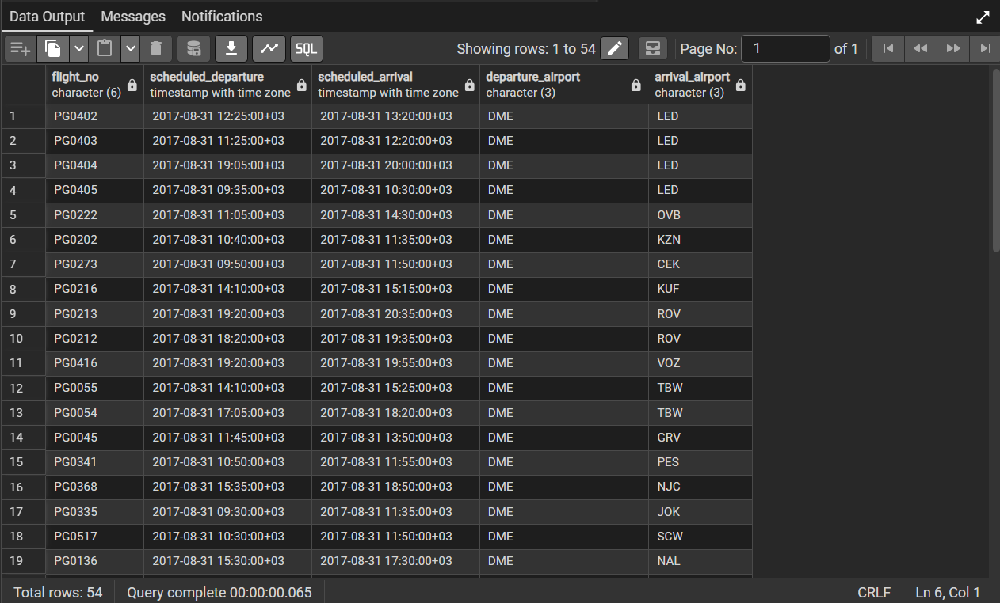 Data Output Messages Notifications
SQL Showing rows: 1 to 54 Page No: 1 of 1
flight_no scheduled_departure scheduled_arrival departure_airport arrival_airport
character (6) timestamp with time zone timestamp with time zone character (3) character (3)
1 PG0402 2017-08-31 12:25:00+03 2017-08-31 13:20:00+03 DME LED
2 PG0403 2017-08-31 11:25:00+03 2017-08-31 12:20:00+03 DME LED
3 PG0404 2017-08-31 19:05:00+03 2017-08-31 20:00:00+03 DME LED
4 PG0405 2017-08-31 09:35:00+03 2017-08-31 10:30:00+03 DME LED
5 PG0222 2017-08-31 11:05:00+03 2017-08-31 14:30:00+03 DME OVB
6 PG0202 2017-08-31 10:40:00+03 2017-08-31 11:35:00+03 DME KZN
7 PG0273 2017-08-31 09:50:00+03 2017-08-31 11:50:00+03 DME CEK
8 PG0216 2017-08-31 14:10:00+03 2017-08-31 15:15:00+03 DME KUF
9 PG0213 2017-08-31 19:20:00+03 2017-08-31 20:35:00+03 DME ROV
10 PG0212 2017-08-31 18:20:00+03 2017-08-31 19:35:00+03 DME ROV
11 PG0416 2017-08-31 19:20:00+03 2017-08-31 19:55:00+03 DME VOZ
12 PG0055 2017-08-31 14:10:00+03 2017-08-31 15:25:00+03 DME TBW
13 PG0054 2017-08-31 17:05:00+03 2017-08-31 18:20:00+03 DME TBW
14 PG0045 2017-08-31 11:45:00+03 2017-08-31 13:50:00+03 DME GRV
15 PG0341 2017-08-31 10:50:00+03 2017-08-31 11:55:00+03 DME PES
16 PG0368 2017-08-31 15:35:00+03 2017-08-31 18:50:00+03 DME NJC
17 PG0335 2017-08-31 09:30:00+03 2017-08-31 11:35:00+03 DME JOK
18 PG0517 2017-08-31 10:30:00+03 2017-08-31 11:50:00+03 DME SCW
19 PG0136 2017-08-31 15:30:00+03 2017-08-31 17:30:00+03 DME NAL
Total rows: 54 Query complete 00:00:00.065 CRLF Ln 6, Col 1